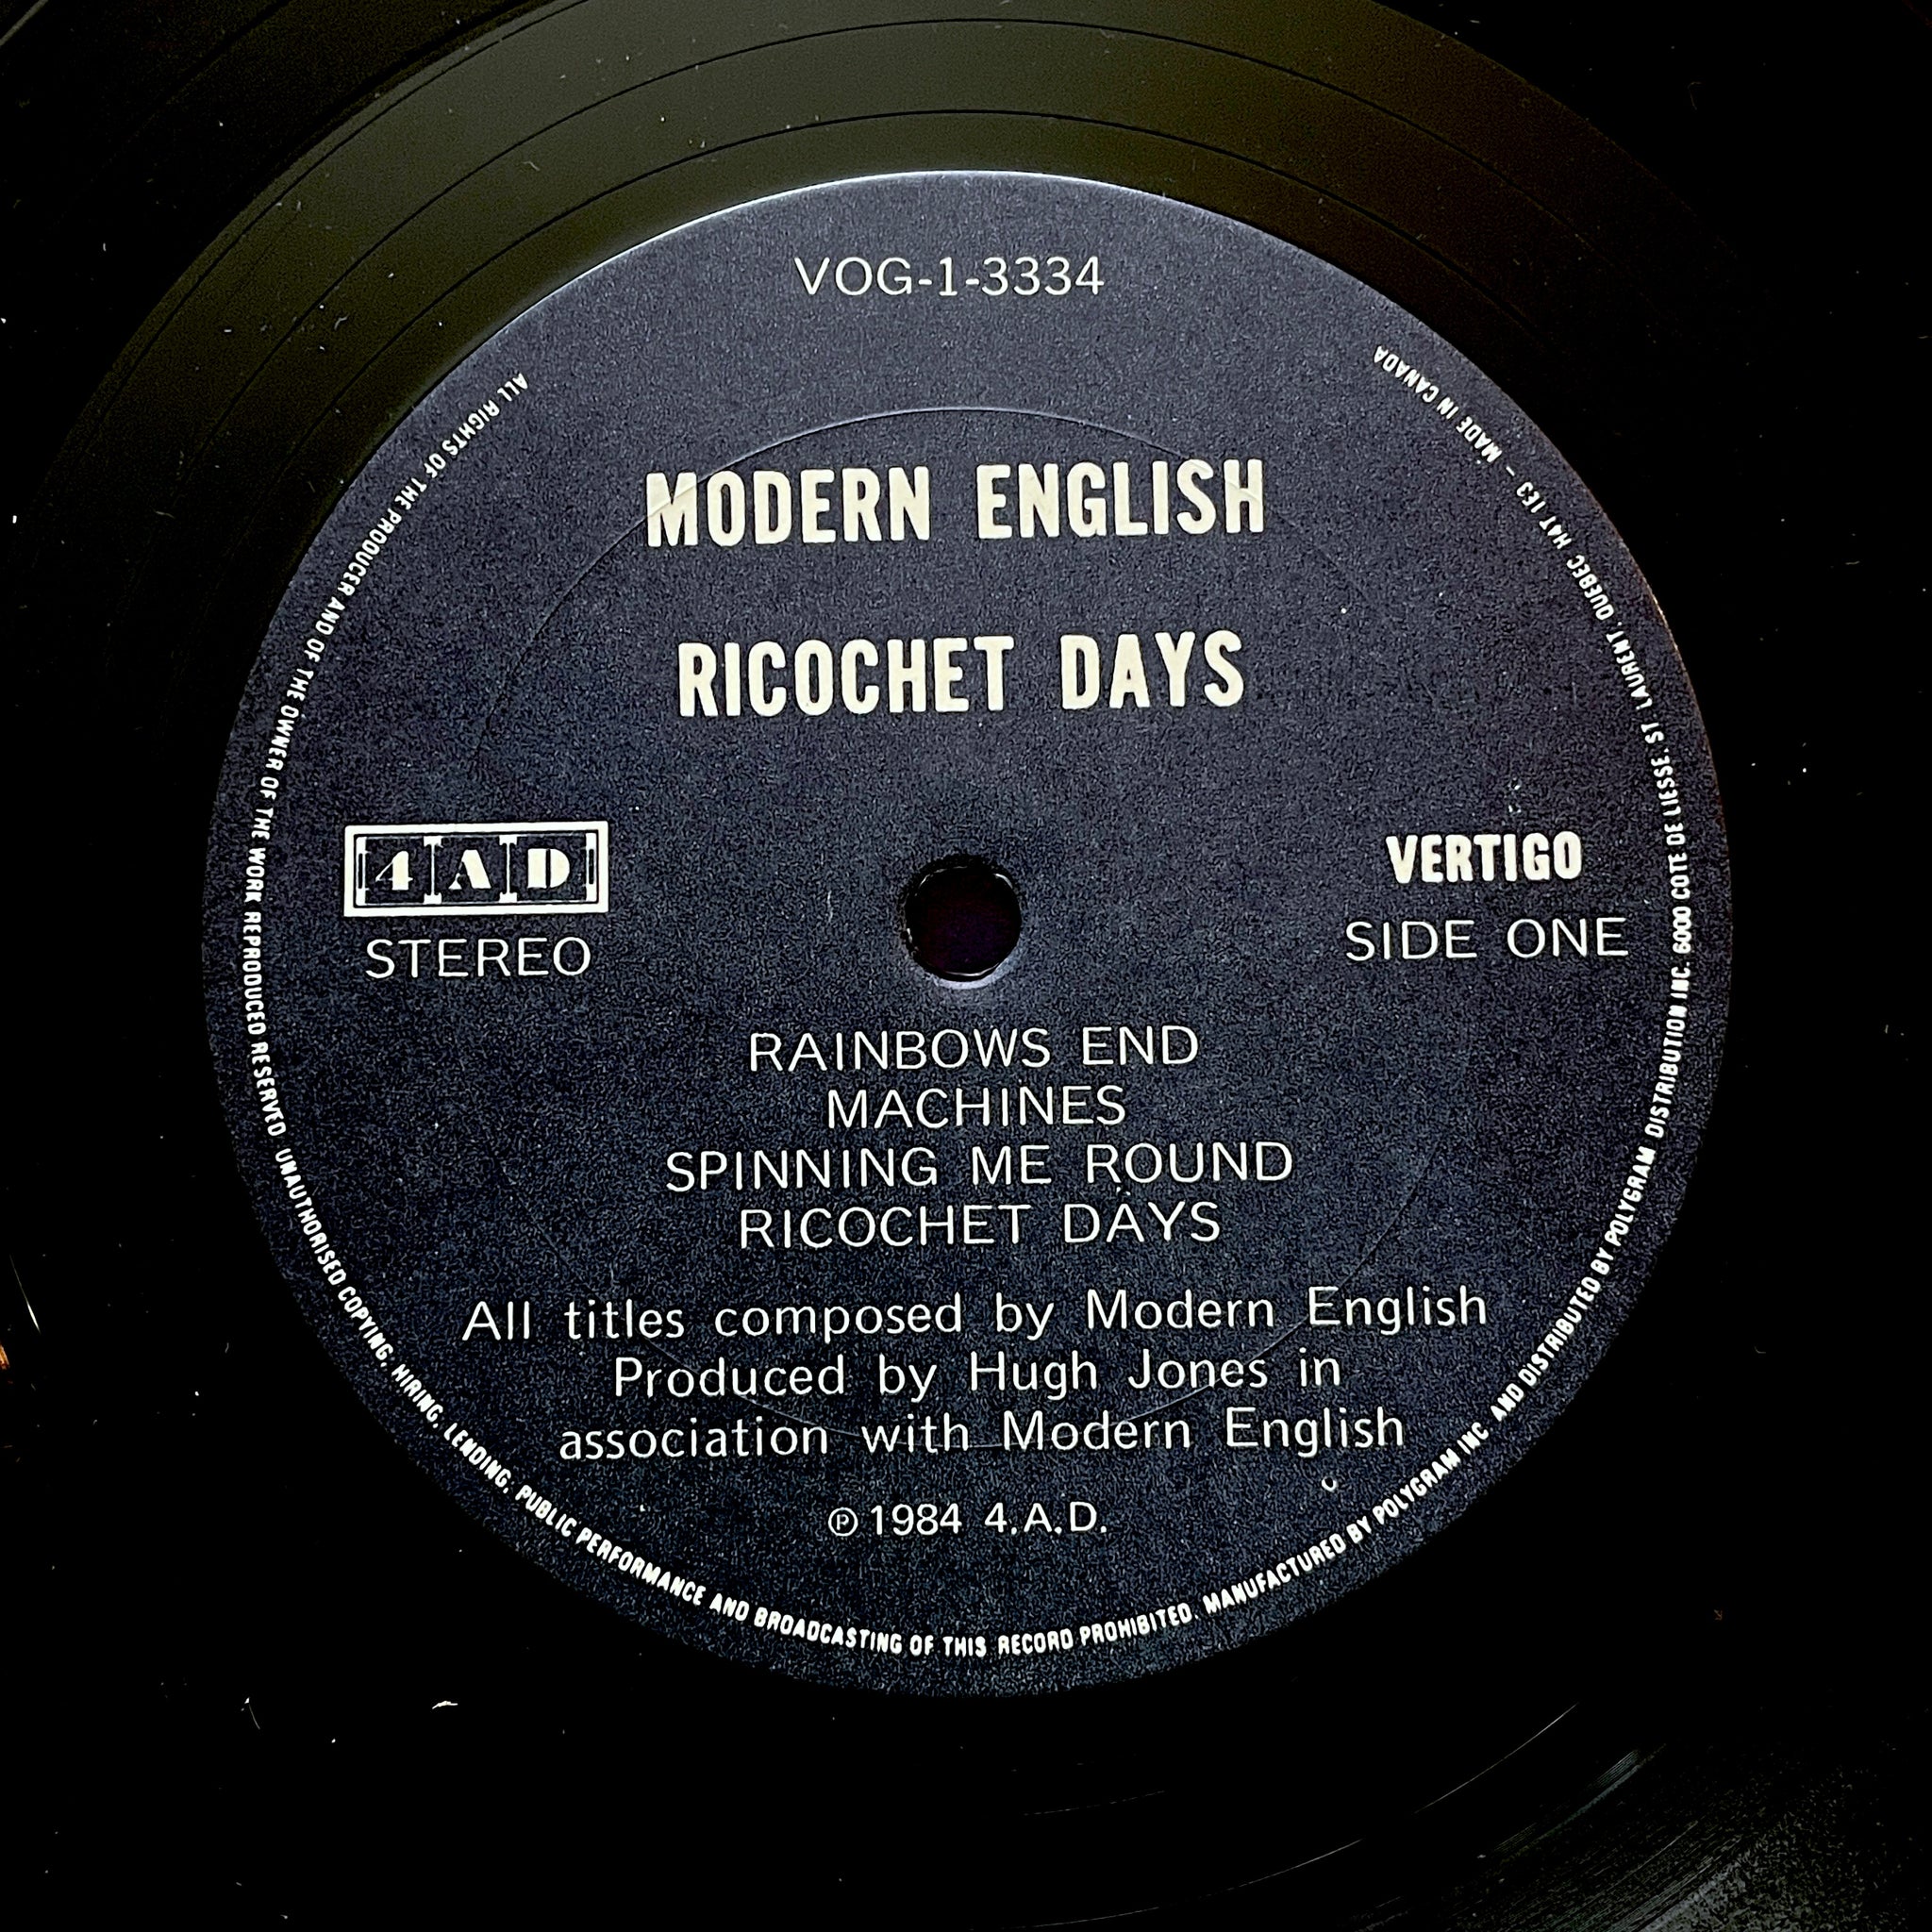 VOG-1-3334
MODERN ENGLISH
RICOCHET DAYS
4AD
STEREO
VERTIGO
SIDE ONE
RAINBOWS END
MACHINES
SPINNING ME ROUND
RICOCHET DAYS
All titles composed by Modern English
Produced by Hugh Jones in
association with Modern English
℗ 1984 4.A.D.
ALL RIGHTS OF THE PRODUCER AND OF THE OWNER OF THE WORK REPRODUCED RESERVED UNAUTHORISED COPYING, HIRING, LENDING, PUBLIC PERFORMANCE AND BROADCASTING OF THIS RECORD PROHIBITED. MANUFACTURED BY POLYGRAM INC. AND DISTRIBUTED BY POLYGRAM DISTRIBUTION INC. 6000 COTE DE LIESSE, ST LAURENT, QUEBEC H4T 1E3 – MADE IN CANADA